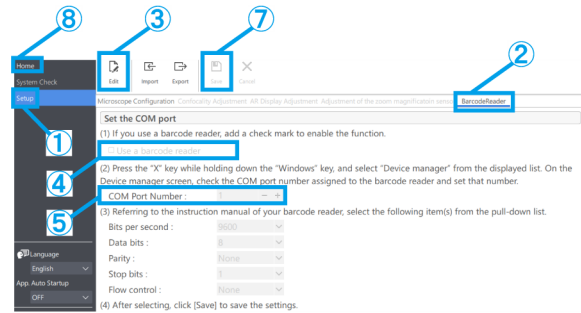 ⑧ ③ ⑦ ②
Home
System Check
Setup
Edit Import Export Save Cancel
Microscope Configuration Confocality Adjustment AR Display Adjustment Adjustment of the zoom magnification sensor BarcodeReader
①
Set the COM port
(1) If you use a barcode reader, add a check mark to enable the function.
④
Use a barcode reader
(2) Press the "X" key while holding down the "Windows" key, and select "Device manager" from the displayed list. On the
Device manager screen, check the COM port number assigned to the barcode reader and set that number.
⑤
COM Port Number : 1 − +
(3) Referring to the instruction manual of your barcode reader, select the following item(s) from the pull-down list.
Bits per second : 9600
Data bits : 8
Parity : None
Stop bits : 1
Flow control : None
(4) After selecting, click [Save] to save the settings.
Language
English
App. Auto Startup
OFF